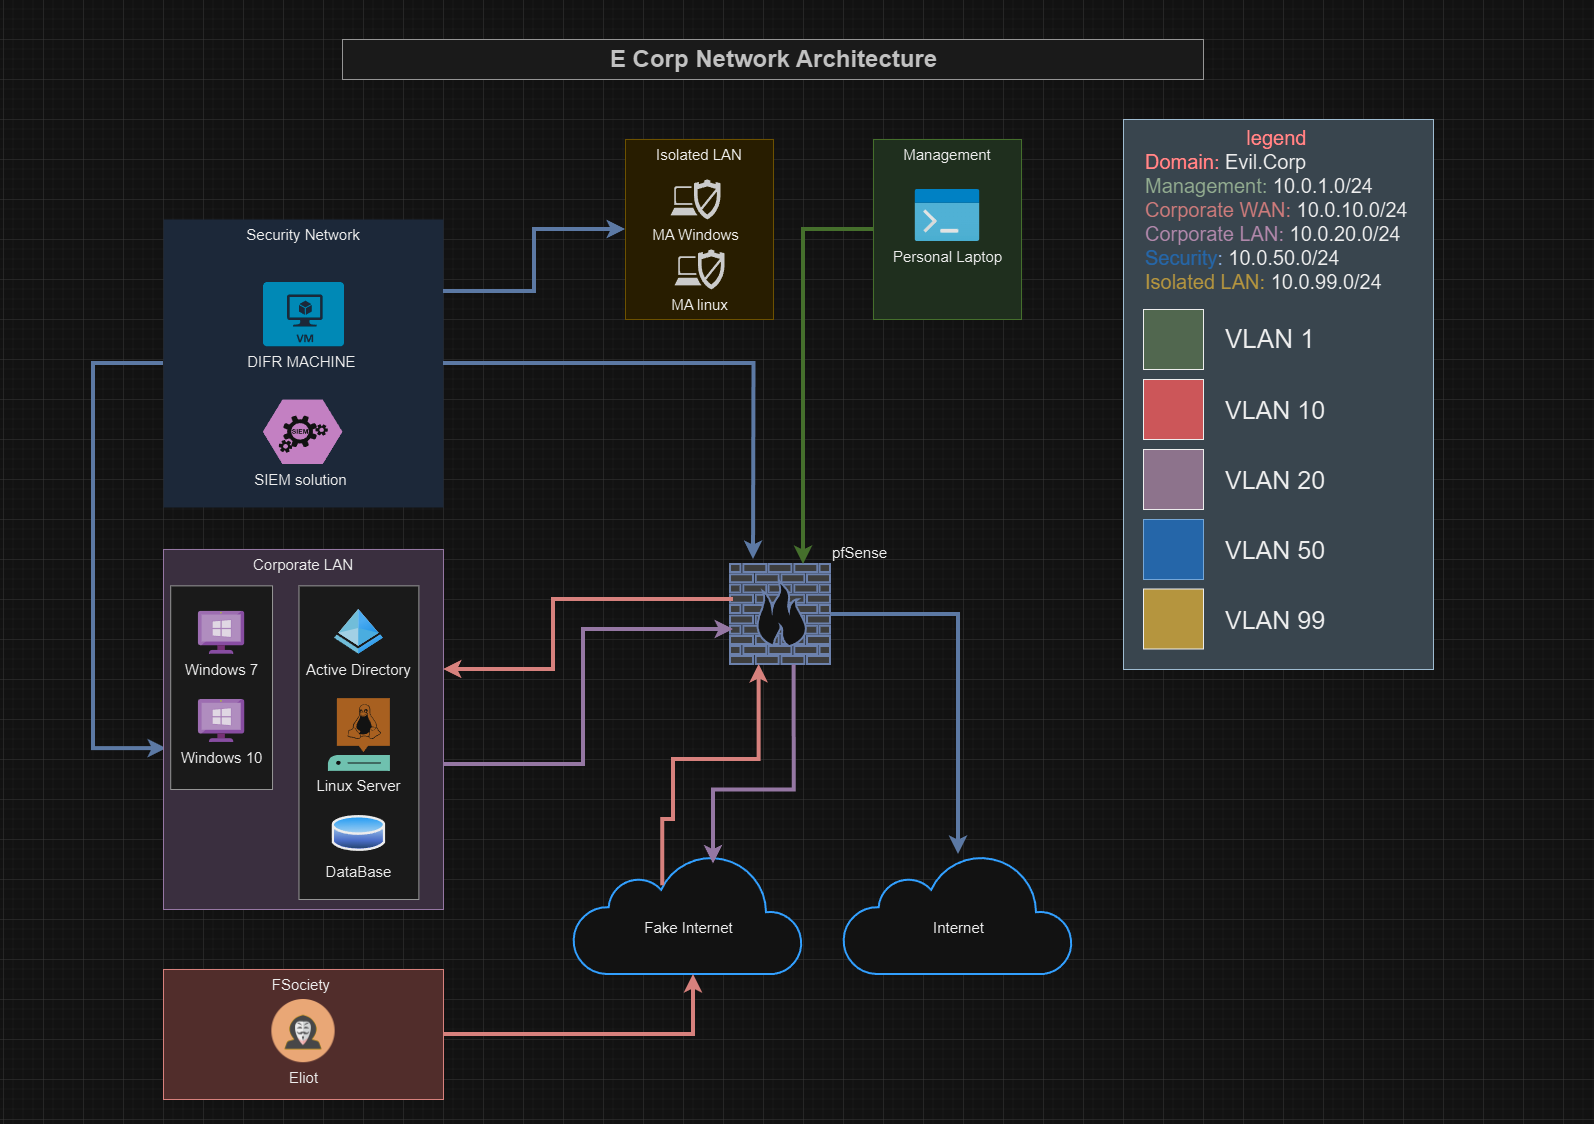 E Corp Network Architecture
Isolated LAN
MA Windows
MA linux
Management
Personal Laptop
legend
Domain: Evil.Corp
Management: 10.0.1.0/24
Corporate WAN: 10.0.10.0/24
Corporate LAN: 10.0.20.0/24
Security: 10.0.50.0/24
Isolated LAN: 10.0.99.0/24
VLAN 1
VLAN 10
VLAN 20
VLAN 50
VLAN 99
Security Network
VM
DIFR MACHINE
SIEM
SIEM solution
pfSense
Corporate LAN
Windows 7
Windows 10
Active Directory
Linux Server
DataBase
Fake Internet
Internet
FSociety
Eliot